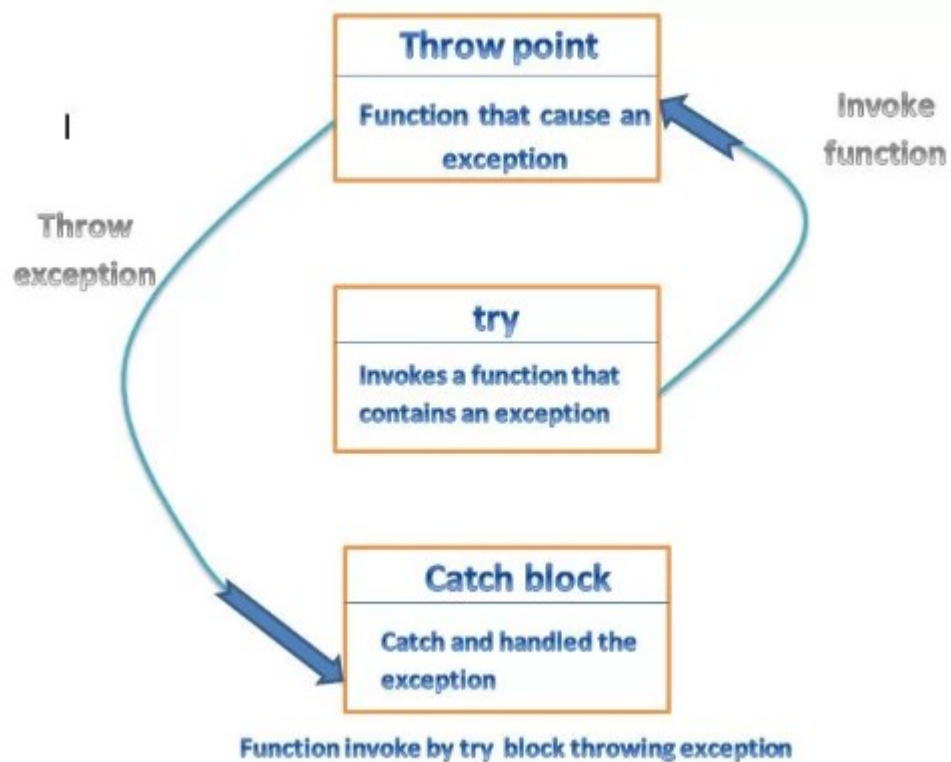 Throw point
Function that cause an
exception
Invoke
function
I
Throw
exception
try
Invokes a function that
contains an exception
Catch block
Catch and handled the
exception
Function invoke by try block throwing exception